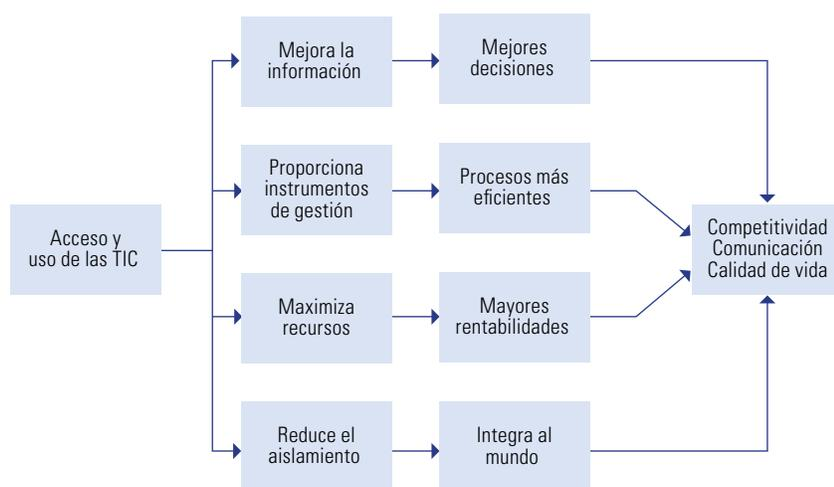 Mejora la
información
Mejores
decisiones
Proporciona
instrumentos
de gestión
Procesos más
eficientes
Acceso y
uso de las TIC
Competitividad
Comunicación
Calidad de vida
Maximiza
recursos
Mayores
rentabilidades
Reduce el
aislamiento
Integra al
mundo